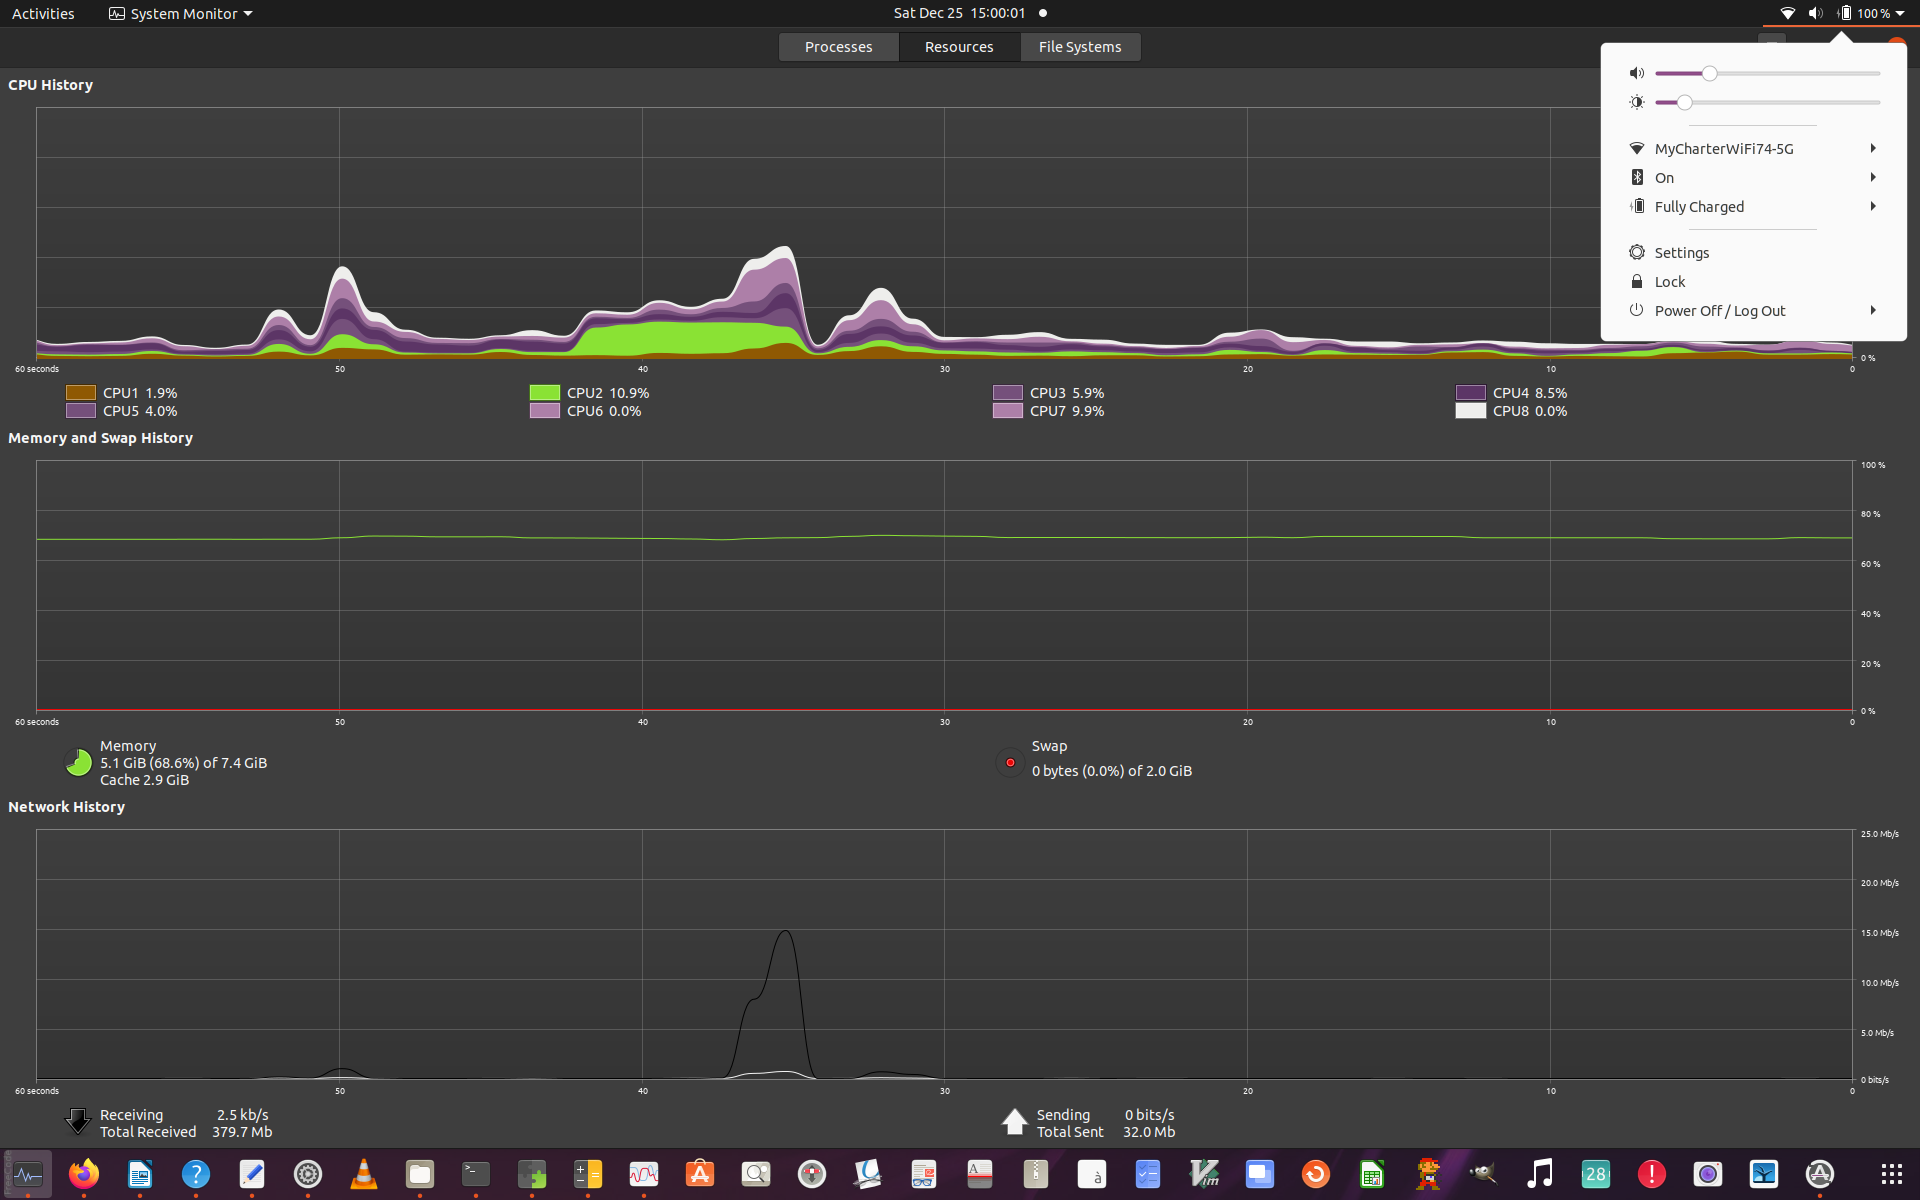 Activities
System Monitor
Sat Dec 25 15:00:01
100 %
Processes
Resources
File Systems
CPU History
MyCharterWiFi74-5G
On
Fully Charged
Settings
Lock
Power Off / Log Out
0 %
60 seconds 50 40 30 20 10 0
CPU1 1.9% CPU2 10.9% CPU3 5.9% CPU4 8.5%
CPU5 4.0% CPU6 0.0% CPU7 9.9% CPU8 0.0%
Memory and Swap History
100 %
80 %
60 %
40 %
20 %
0 %
60 seconds 50 40 30 20 10 0
Memory
5.1 GiB (68.6%) of 7.4 GiB
Cache 2.9 GiB
Swap
0 bytes (0.0%) of 2.0 GiB
Network History
25.0 Mb/s
20.0 Mb/s
15.0 Mb/s
10.0 Mb/s
5.0 Mb/s
0 bits/s
60 seconds 50 40 30 20 10 0
Receiving 2.5 kb/s
Total Received 379.7 Mb
Sending 0 bits/s
Total Sent 32.0 Mb
?
>_
A
à
Vim
28
!
A